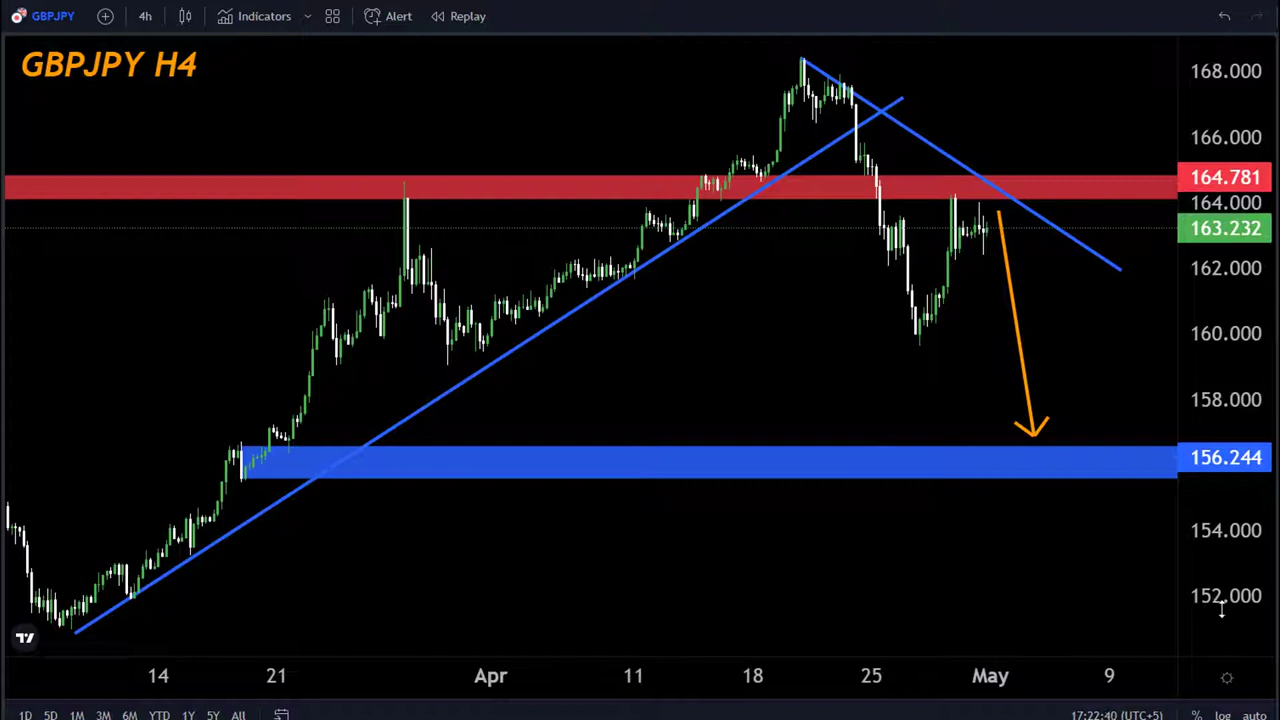 GBPJPY 4h Indicators Alert Replay
GBPJPY H4
168.000
166.000
164.781
164.000
163.232
162.000
160.000
158.000
156.244
154.000
152.000
14 21 Apr 11 18 25 May 9
1D 5D 1M 3M 6M YTD 1Y 5Y All 17:22:40 (UTC+5) % log auto